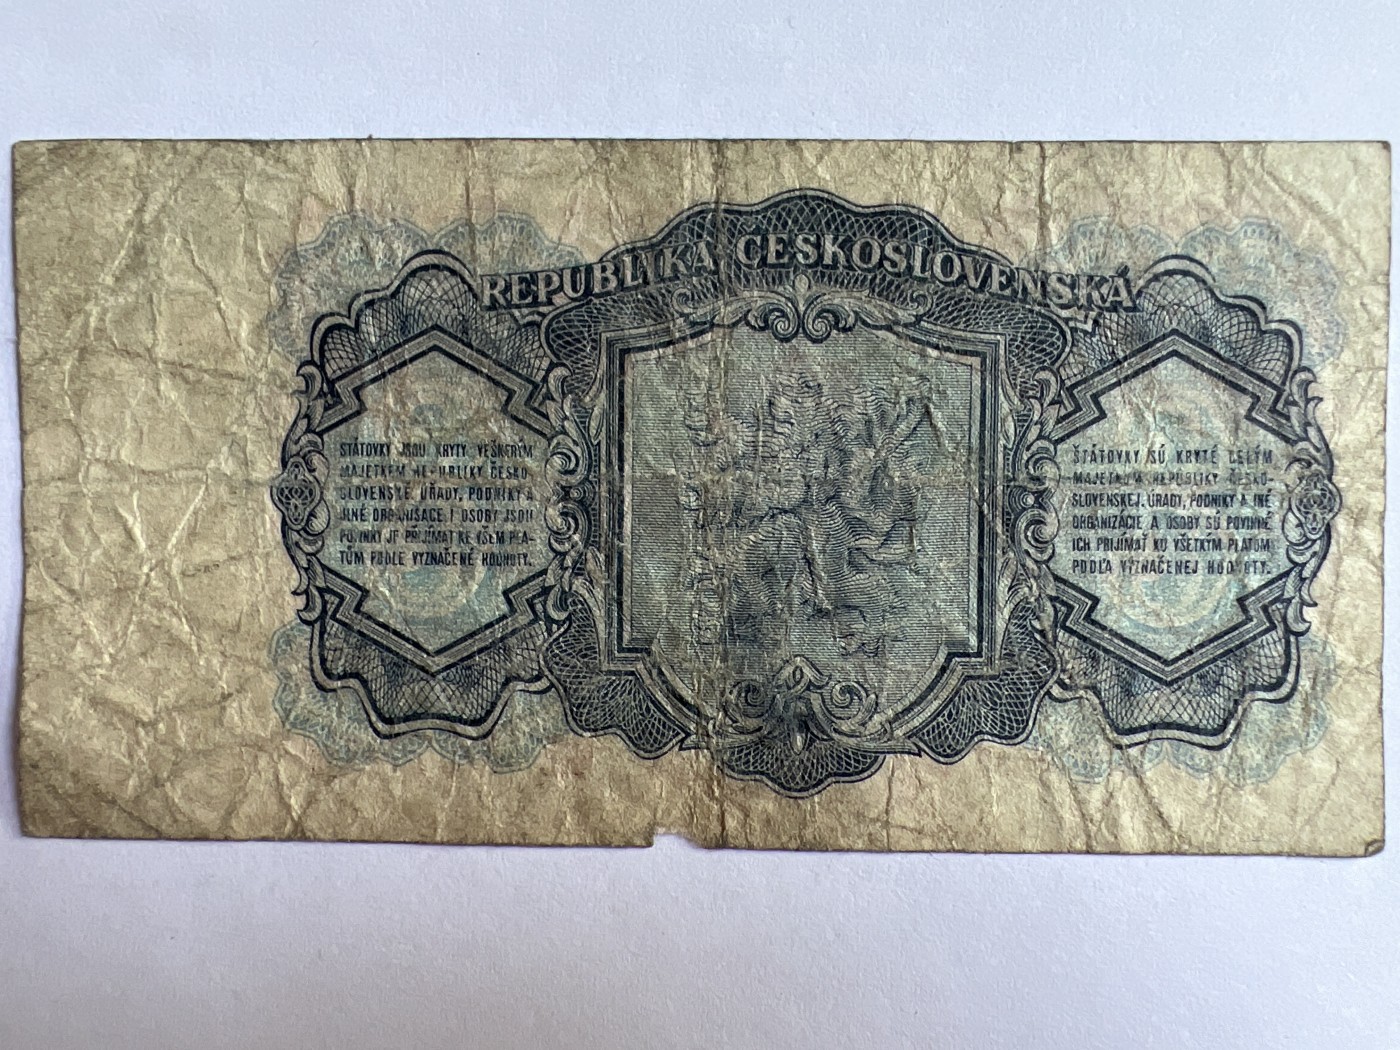 REPUBLIKA ČESKOSLOVENSKÁ
STÁTOVKY JSOU KRYTY VEŠKERÝM
MAJETKEM REPUBLIKY ČESKO-
SLOVENSKÉ. ÚŘADY, PODNIKY A
JINÉ ORGANISACE I OSOBY JSOU
POVINNY JE PŘIJÍMAT KE VŠEM PLA-
TŮM PODLE VYZNAČENÉ HODNOTY.
ŠTÁTOVKY SÚ KRYTÉ CELÝM
MAJETKOM REPUBLIKY ČESKO-
SLOVENSKEJ. ÚRADY, PODNIKY A INÉ
ORGANIZÁCIE A OSOBY SÚ POVINNÉ
ICH PRIJÍMAŤ KU VŠETKÝM PLATOM
PODĽA VYZNAČENEJ HODNOTY.